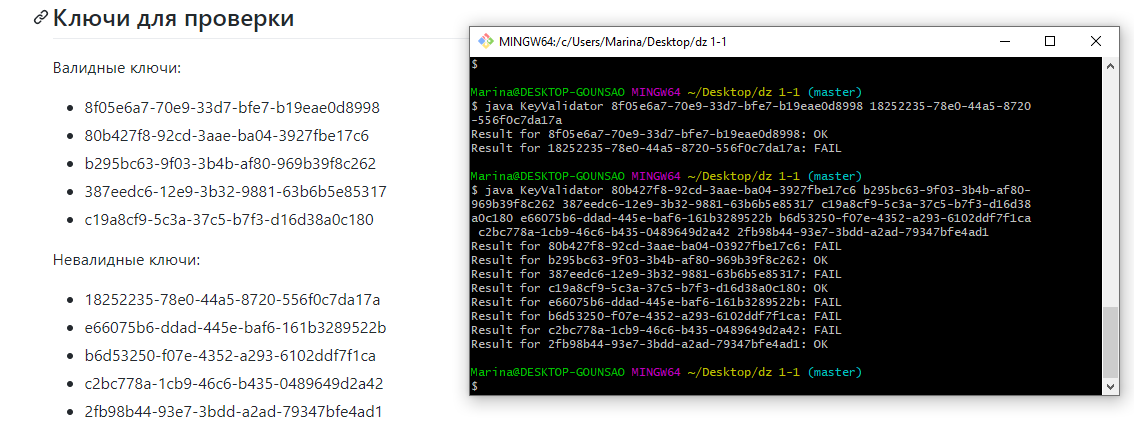 Ключи для проверки
Валидные ключи:
8f05e6a7-70e9-33d7-bfe7-b19eae0d8998
80b427f8-92cd-3aae-ba04-3927fbe17c6
b295bc63-9f03-3b4b-af80-969b39f8c262
387eedc6-12e9-3b32-9881-63b6b5e85317
c19a8cf9-5c3a-37c5-b7f3-d16d38a0c180
Невалидные ключи:
18252235-78e0-44a5-8720-556f0c7da17a
e66075b6-ddad-445e-baf6-161b3289522b
b6d53250-f07e-4352-a293-6102ddf7f1ca
c2bc778a-1cb9-46c6-b435-0489649d2a42
2fb98b44-93e7-3bdd-a2ad-79347bfe4ad1
MINGW64:/c/Users/Marina/Desktop/dz 1-1
$
Marina@DESKTOP-GOUNSAO MINGW64 ~/Desktop/dz 1-1 (master)
$ java KeyValidator 8f05e6a7-70e9-33d7-bfe7-b19eae0d8998 18252235-78e0-44a5-8720
-556f0c7da17a
Result for 8f05e6a7-70e9-33d7-bfe7-b19eae0d8998: OK
Result for 18252235-78e0-44a5-8720-556f0c7da17a: FAIL
Marina@DESKTOP-GOUNSAO MINGW64 ~/Desktop/dz 1-1 (master)
$ java KeyValidator 80b427f8-92cd-3aae-ba04-3927fbe17c6 b295bc63-9f03-3b4b-af80-
969b39f8c262 387eedc6-12e9-3b32-9881-63b6b5e85317 c19a8cf9-5c3a-37c5-b7f3-d16d38
a0c180 e66075b6-ddad-445e-baf6-161b3289522b b6d53250-f07e-4352-a293-6102ddf7f1ca
c2bc778a-1cb9-46c6-b435-0489649d2a42 2fb98b44-93e7-3bdd-a2ad-79347bfe4ad1
Result for 80b427f8-92cd-3aae-ba04-03927fbe17c6: FAIL
Result for b295bc63-9f03-3b4b-af80-969b39f8c262: OK
Result for 387eedc6-12e9-3b32-9881-63b6b5e85317: FAIL
Result for c19a8cf9-5c3a-37c5-b7f3-d16d38a0c180: OK
Result for e66075b6-ddad-445e-baf6-161b3289522b: FAIL
Result for b6d53250-f07e-4352-a293-6102ddf7f1ca: FAIL
Result for c2bc778a-1cb9-46c6-b435-0489649d2a42: FAIL
Result for 2fb98b44-93e7-3bdd-a2ad-79347bfe4ad1: OK
Marina@DESKTOP-GOUNSAO MINGW64 ~/Desktop/dz 1-1 (master)
$